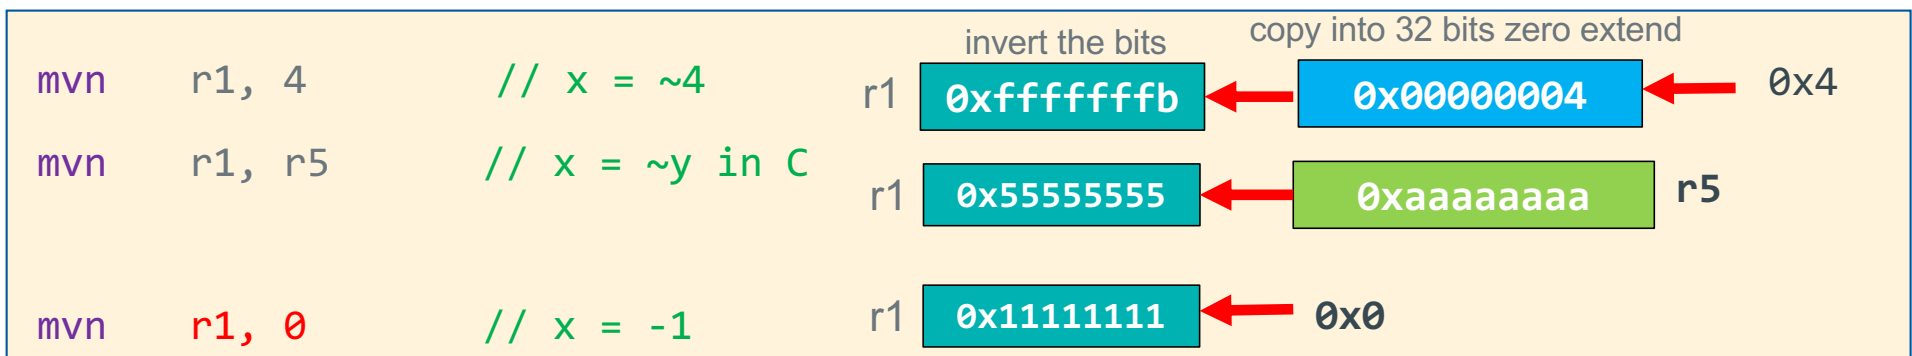 invert the bits copy into 32 bits zero extend
mvn r1, 4 // x = ~4 r1 0xfffffffb 0x00000004 0x4
mvn r1, r5 // x = ~y in C r1 0x55555555 0xaaaaaaaa r5
mvn r1, 0 // x = -1 r1 0x11111111 0x0